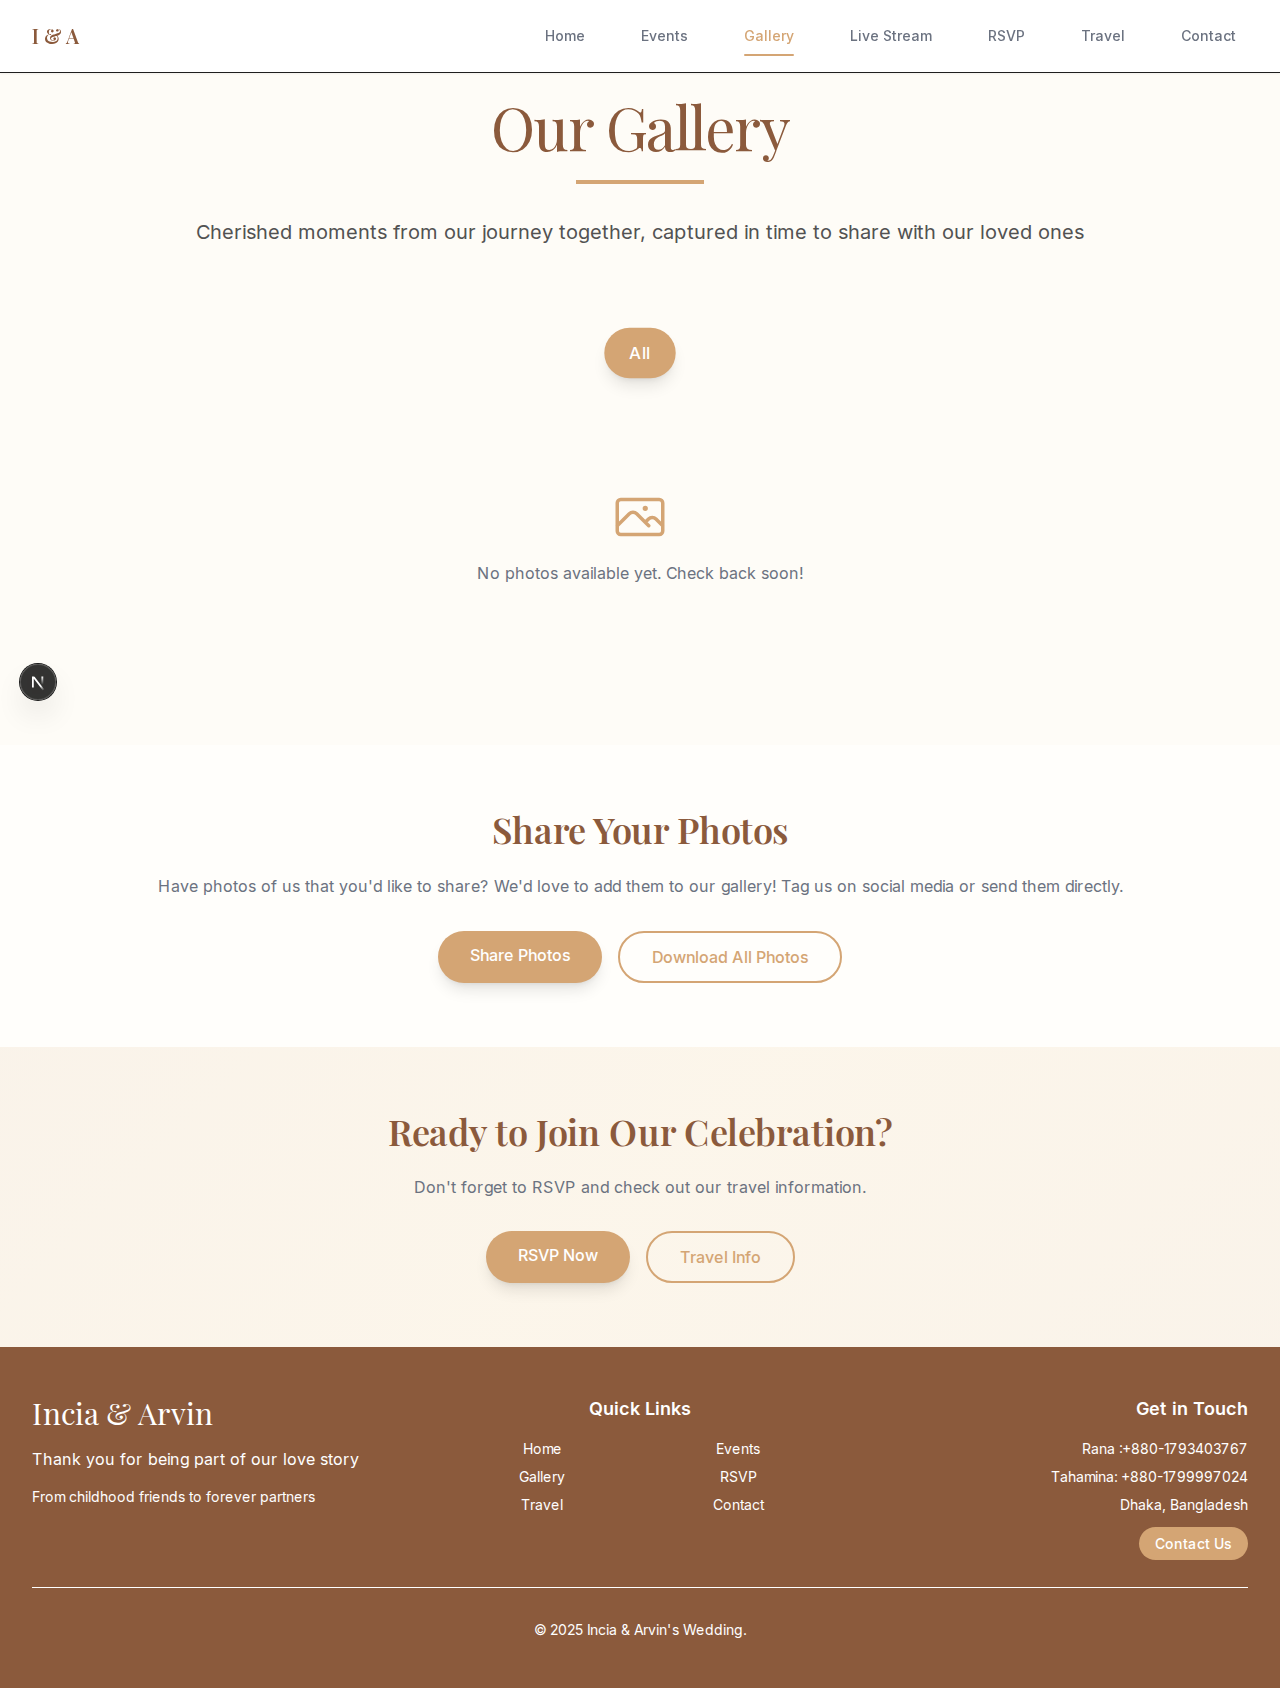 I & A
Home
Events
Gallery
Live Stream
RSVP
Travel
Contact
Our Gallery
Cherished moments from our journey together, captured in time to share with our loved ones
All
No photos available yet. Check back soon!
N
Share Your Photos
Have photos of us that you'd like to share? We'd love to add them to our gallery! Tag us on social media or send them directly.
Share Photos
Download All Photos
Ready to Join Our Celebration?
Don't forget to RSVP and check out our travel information.
RSVP Now
Travel Info
Incia & Arvin
Thank you for being part of our love story
From childhood friends to forever partners
Quick Links
Home
Events
Gallery
RSVP
Travel
Contact
Get in Touch
Rana :+880-1793403767
Tahamina: +880-1799997024
Dhaka, Bangladesh
Contact Us
© 2025 Incia & Arvin's Wedding.